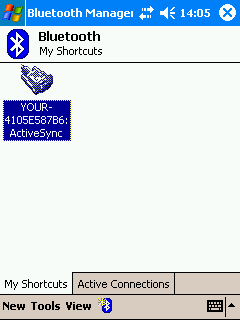 Bluetooth Manager 14:05
Bluetooth
My Shortcuts
YOUR-
4105E587B6:
ActiveSync
My Shortcuts Active Connections
New Tools View